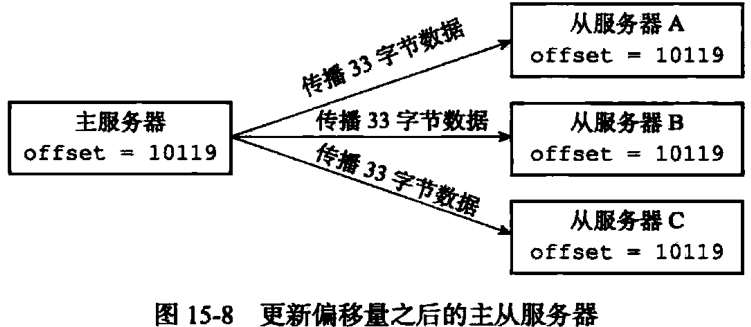 主服务器
offset = 10119
传播 33 字节数据
传播 33 字节数据
传播 33 字节数据
从服务器 A
offset = 10119
从服务器 B
offset = 10119
从服务器 C
offset = 10119
图 15-8 更新偏移量之后的主从服务器